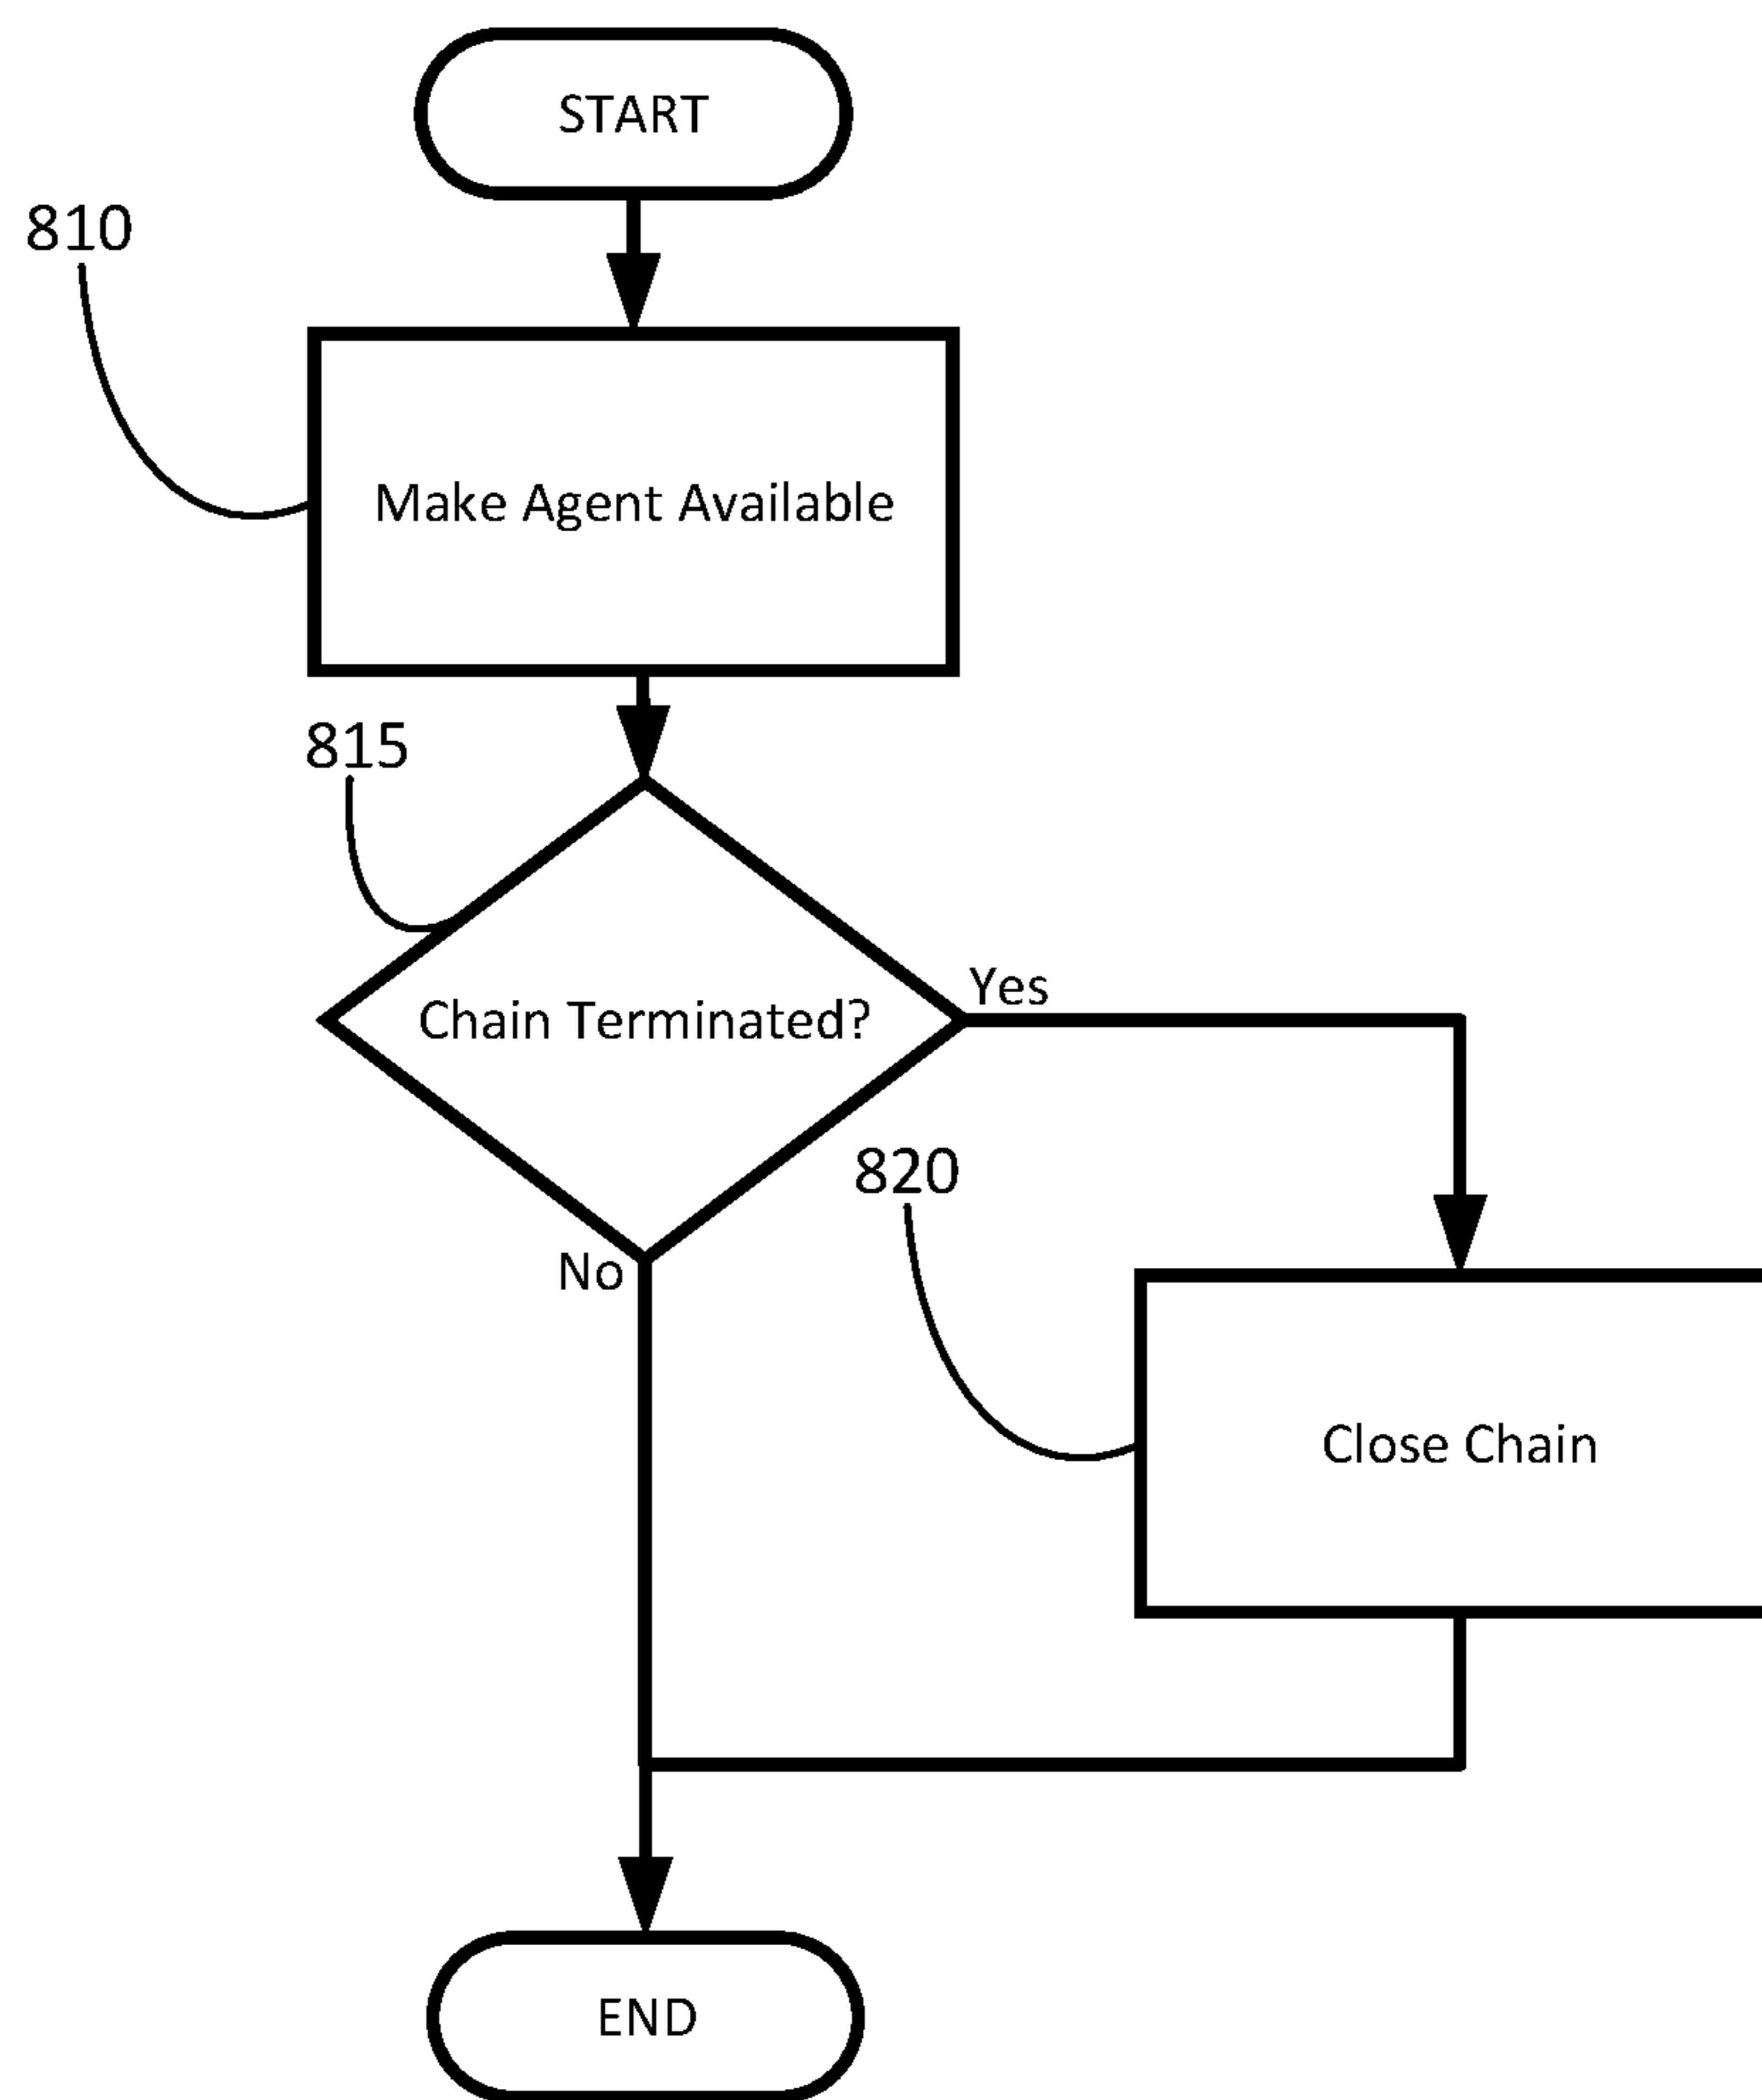 START
810
Make Agent Available
815
Chain Terminated?
Yes
820
No
Close Chain
END